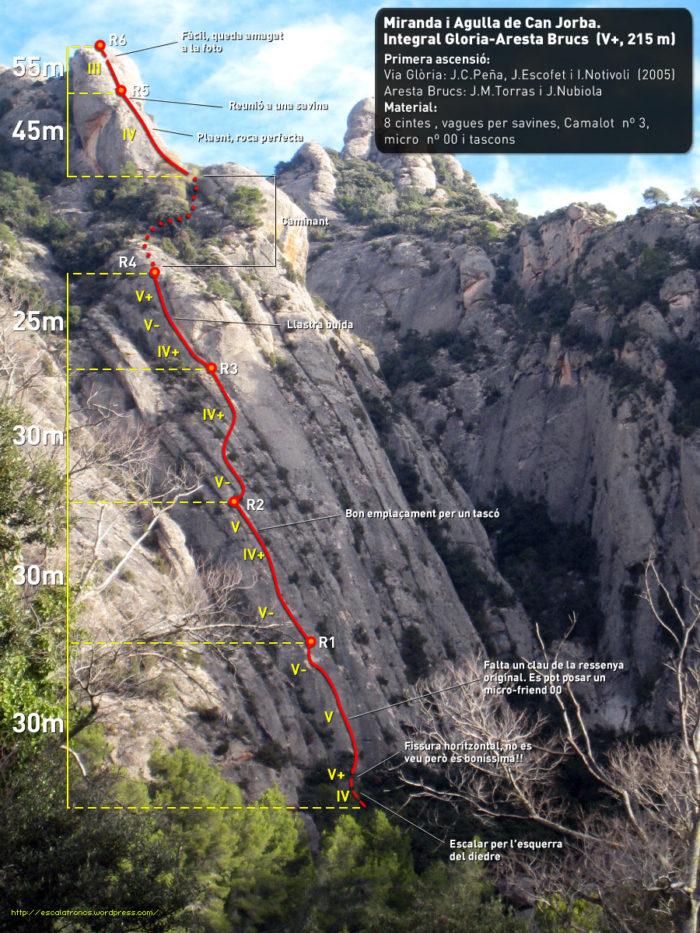 Miranda i Agulla de Can Jorba.
Integral Gloria-Aresta Brucs (V+, 215 m)
Primera ascensió:
Via Glòria: J.C.Peña, J.Escofet i I.Notivoli (2005)
Aresta Brucs: J.M.Torras i J.Nubiola
Material:
8 cintes , vagues per savines, Camalot nº 3,
micro nº 00 i tascons
R6
Fàcil, queda amagat
a la foto
55m
III
R5
Reunió a una savina
45m
IV
Plaent, roca perfecta
Caminant
R4
V+
25m
V-
Llastra buida
IV+
R3
IV+
30m
V-
R2
Bon emplaçament per un tascó
V
IV+
30m
V-
R1
V-
Falta un clau de la ressenya
original. Es pot posar un
micro-friend 00
V
30m
Fissura horitzontal, no es
veu però és boníssima!!
V+
IV
Escalar per l'esquerra
del diedre
http://escalatroncs.wordpress.com/